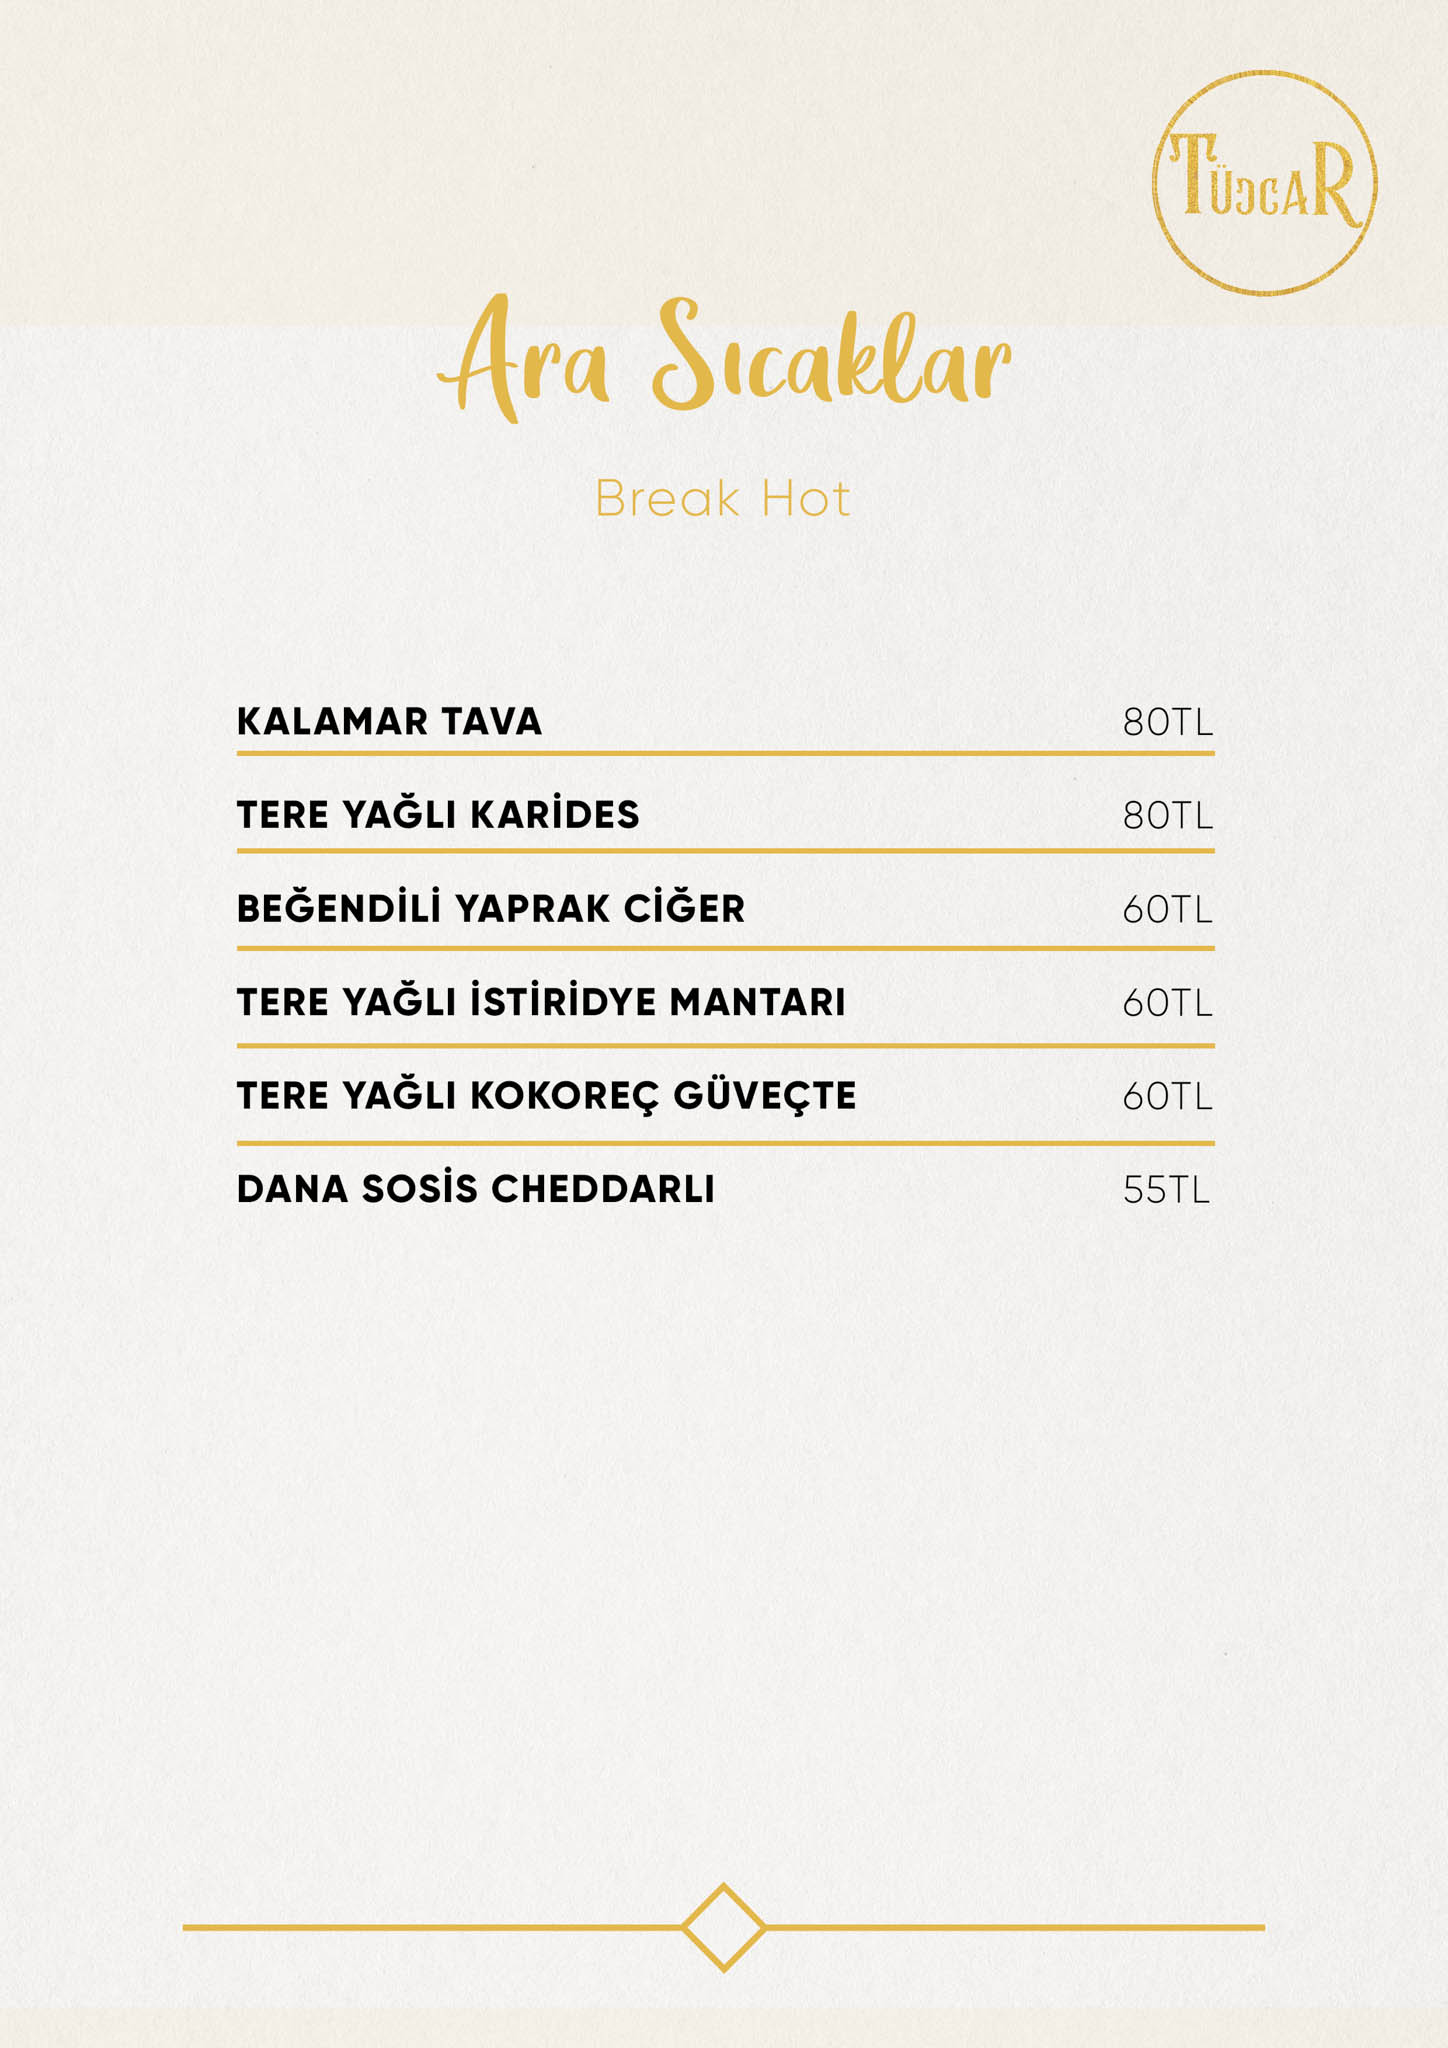 TÜCCAR
Ara Sıcaklar
Break Hot
KALAMAR TAVA 80TL
TERE YAĞLI KARİDES 80TL
BEĞENDİLİ YAPRAK CİĞER 60TL
TERE YAĞLI İSTİRİDYE MANTARI 60TL
TERE YAĞLI KOKOREÇ GÜVEÇTE 60TL
DANA SOSİS CHEDDARLI 55TL